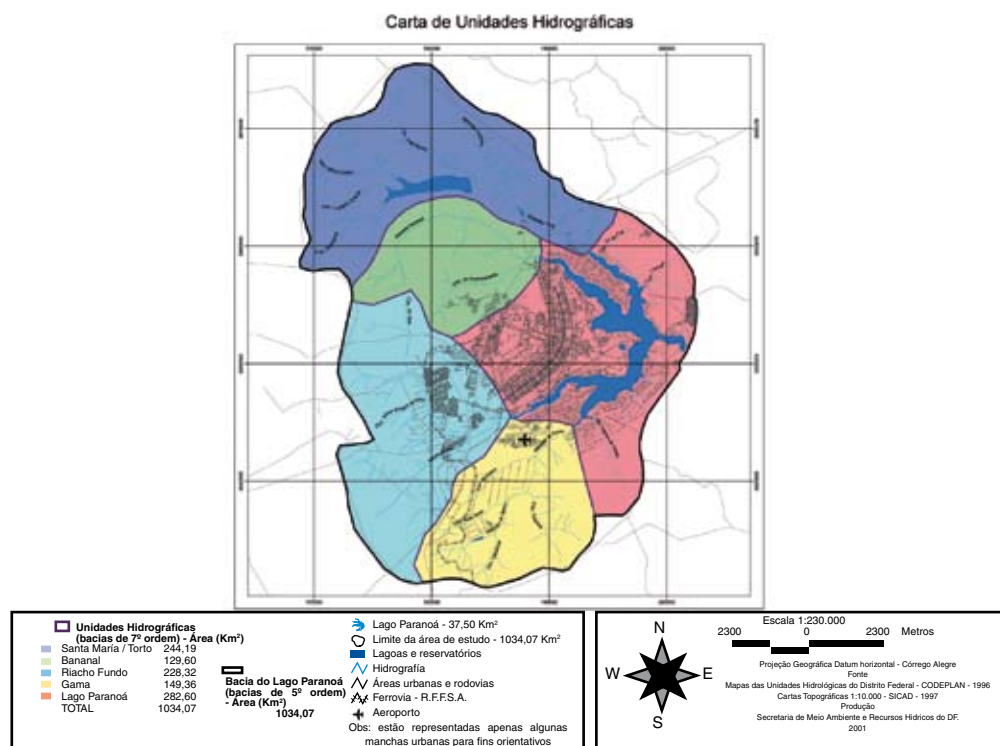 Carta de Unidades Hidrográficas
Unidades Hidrográficas
(bacias de 7º ordem) - Área (Km²)
Santa María / Torto 244,19
Bananal 129,60
Riacho Fundo 228,32
Gama 149,36
Lago Paranoá 282,60
TOTAL 1034,07
Bacia do Lago Paranoá
(bacias de 5º ordem)
- Área (Km²)
1034,07
Lago Paranoá - 37,50 Km²
Limite da área de estudo - 1034,07 Km²
Lagoas e reservatórios
Hidrografía
Áreas urbanas e rodovias
Ferrovia - R.F.F.S.A.
Aeroporto
Obs: estão representadas apenas algumas
manchas urbanas para fins orientativos
N
W
E
S
Escala 1:230.000
2300 0 2300 Metros
Projeção Geográfica Datum horizontal - Córrego Alegre
Fonte
Mapas das Unidades Hidrológicas do Distrito Federal - CODEPLAN - 1996
Cartas Topográficas 1:10.000 - SICAD - 1997
Produção
Secretaria de Meio Ambiente e Recursos Hidricos do DF.
2001